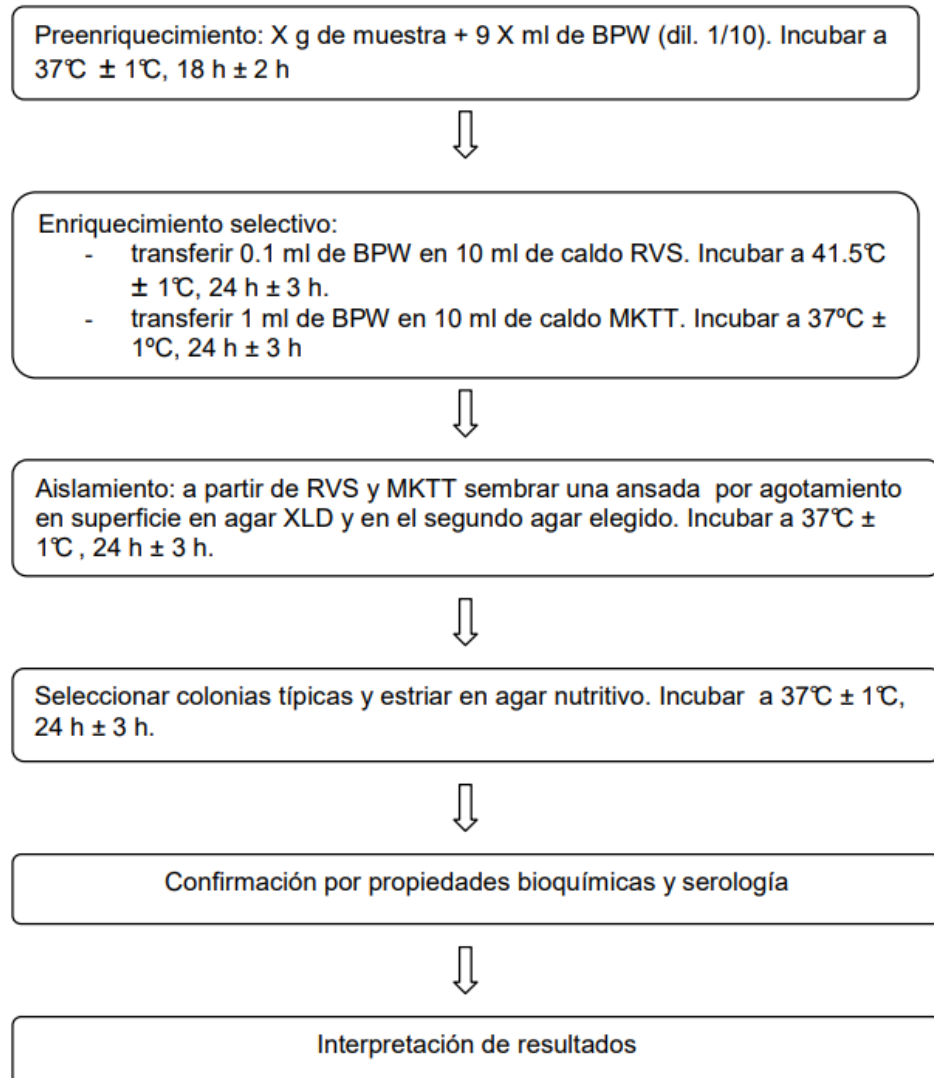 Preenriquecimiento: X g de muestra + 9 X ml de BPW (dil. 1/10). Incubar a
37℃ ± 1℃, 18 h ± 2 h
Enriquecimiento selectivo:
- transferir 0.1 ml de BPW en 10 ml de caldo RVS. Incubar a 41.5℃
± 1℃, 24 h ± 3 h.
- transferir 1 ml de BPW en 10 ml de caldo MKTT. Incubar a 37ºC ±
1ºC, 24 h ± 3 h
Aislamiento: a partir de RVS y MKTT sembrar una ansada por agotamiento
en superficie en agar XLD y en el segundo agar elegido. Incubar a 37℃ ±
1℃ , 24 h ± 3 h.
Seleccionar colonias típicas y estriar en agar nutritivo. Incubar a 37℃ ± 1℃,
24 h ± 3 h.
Confirmación por propiedades bioquímicas y serología
Interpretación de resultados